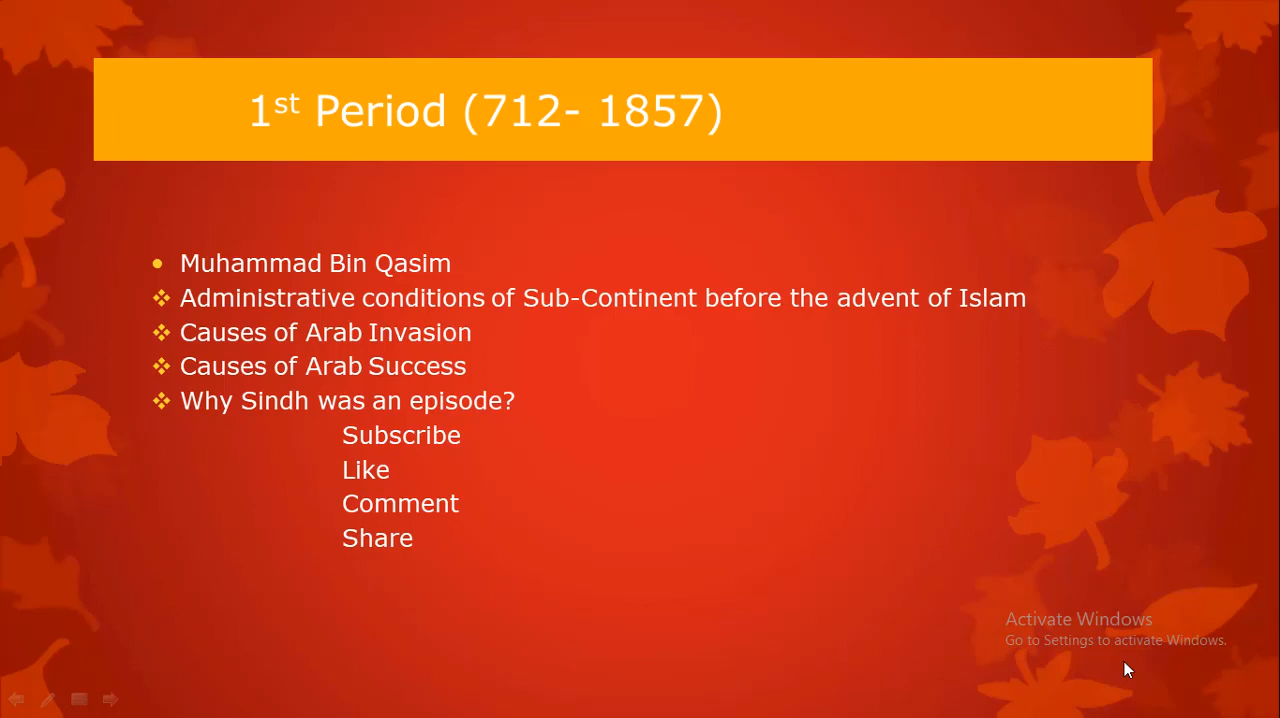 1st Period (712- 1857)
Muhammad Bin Qasim
Administrative conditions of Sub-Continent before the advent of Islam
Causes of Arab Invasion
Causes of Arab Success
Why Sindh was an episode?
Subscribe
Like
Comment
Share
Activate Windows
Go to Settings to activate Windows.